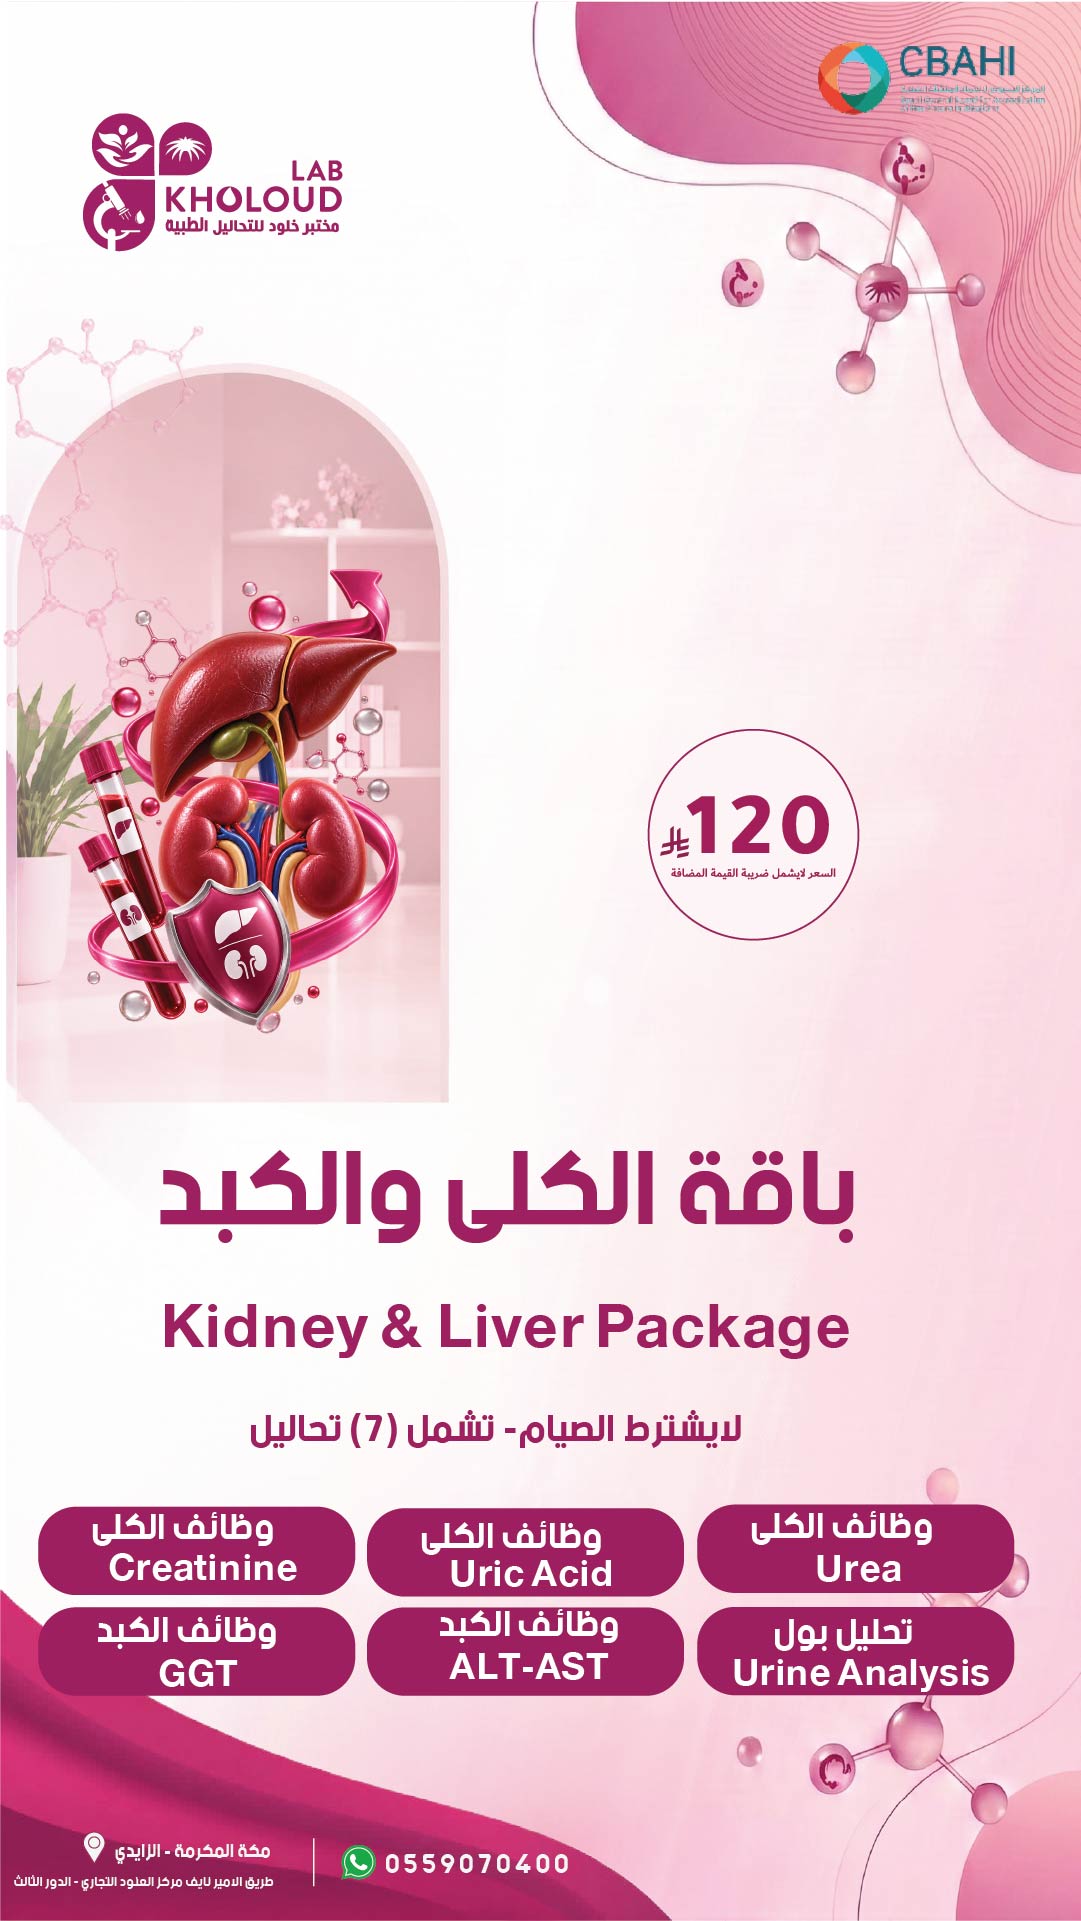 CBAHI
LAB
KHOLOUD
مختبر خلود للتحاليل الطبية
120
السعر لايشمل ضريبة القيمة المضافة
باقة الكلى والكبد
Kidney & Liver Package
لايشترط الصيام- تشمل (7) تحاليل
وظائف الكلى
Urea
وظائف الكلى
Uric Acid
وظائف الكلى
Creatinine
تحليل بول
Urine Analysis
وظائف الكبد
ALT-AST
وظائف الكبد
GGT
مكة المكرمة - الزايدي
طريق الامير نايف مركز العنود التجاري - الدور الثالث
0559070400